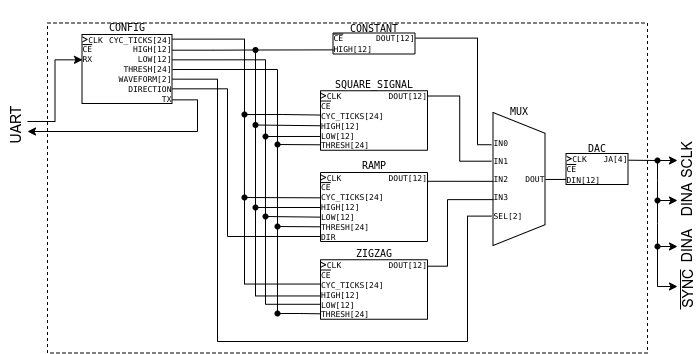 CONFIG
>CLK CYC_TICKS[24]
CE HIGH[12]
RX LOW[12]
THRESH[24]
WAVEFORM[2]
DIRECTION
TX
UART
CONSTANT
CE DOUT[12]
HIGH[12]
SQUARE SIGNAL
>CLK DOUT[12]
CE
CYC_TICKS[24]
HIGH[12]
LOW[12]
THRESH[24]
RAMP
>CLK DOUT[12]
CE
CYC_TICKS[24]
HIGH[12]
LOW[12]
THRESH[24]
DIR
ZIGZAG
>CLK DOUT[12]
CE
CYC_TICKS[24]
HIGH[12]
LOW[12]
THRESH[24]
MUX
IN0
IN1
IN2 DOUT
IN3
SEL[2]
DAC
>CLK JA[4]
CE
DIN[12]
SCLK
DINA
DINA
SYNC